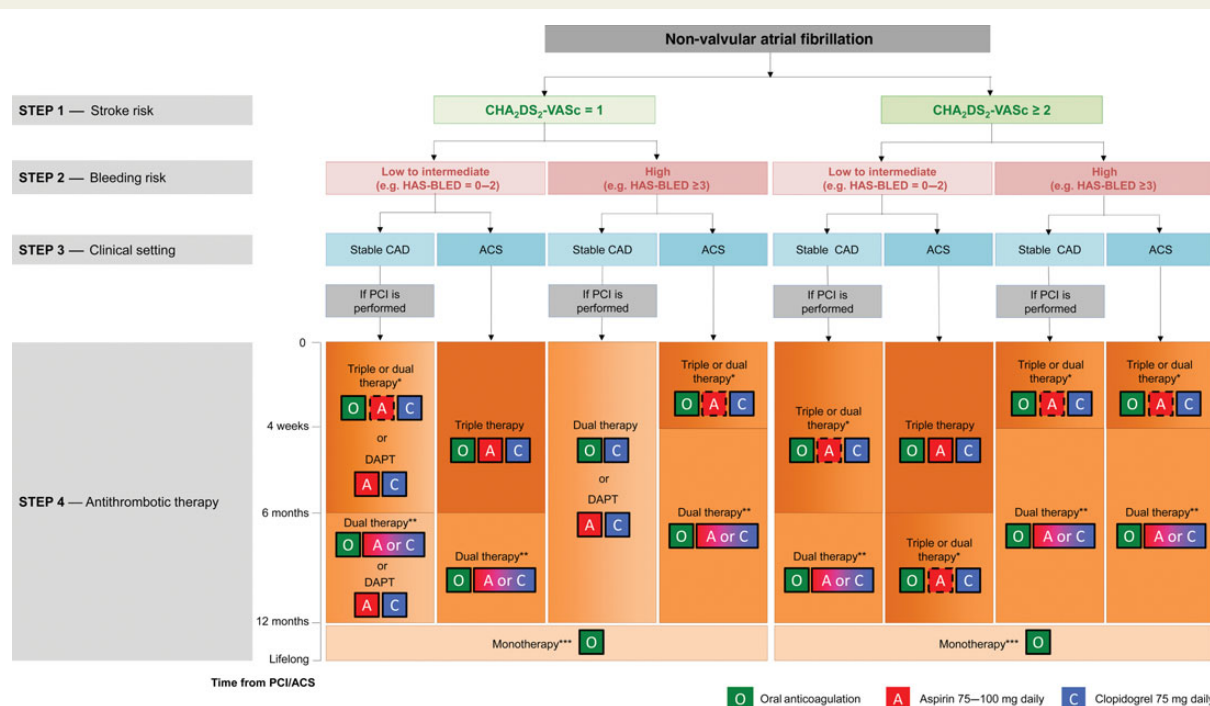 Non-valvular atrial fibrillation
STEP 1 — Stroke risk
CHA₂DS₂-VASc = 1
CHA₂DS₂-VASc ≥ 2
STEP 2 — Bleeding risk
Low to intermediate
(e.g. HAS-BLED = 0–2)
High
(e.g. HAS-BLED ≥3)
Low to intermediate
(e.g. HAS-BLED = 0–2)
High
(e.g. HAS-BLED ≥3)
STEP 3 — Clinical setting
Stable CAD
ACS
Stable CAD
ACS
Stable CAD
ACS
Stable CAD
ACS
If PCI is
performed
If PCI is
performed
If PCI is
performed
If PCI is
performed
STEP 4 — Antithrombotic therapy
0
4 weeks
6 months
12 months
Lifelong
Time from PCI/ACS
Triple or dual
therapy*
O A C
or
DAPT
A C
Dual therapy**
O A or C
or
DAPT
A C
Triple therapy
O A C
Dual therapy**
O A or C
Dual therapy
O C
or
DAPT
A C
Triple or dual
therapy*
O A C
Dual therapy**
O A or C
Triple or dual
therapy*
O A C
Dual therapy**
O A or C
Triple therapy
O A C
Triple or dual
therapy*
O A C
Triple or dual
therapy*
O A C
Dual therapy**
O A or C
Triple or dual
therapy*
O A C
Dual therapy**
O A or C
Monotherapy*** O
Monotherapy*** O
O Oral anticoagulation
A Aspirin 75–100 mg daily
C Clopidogrel 75 mg daily